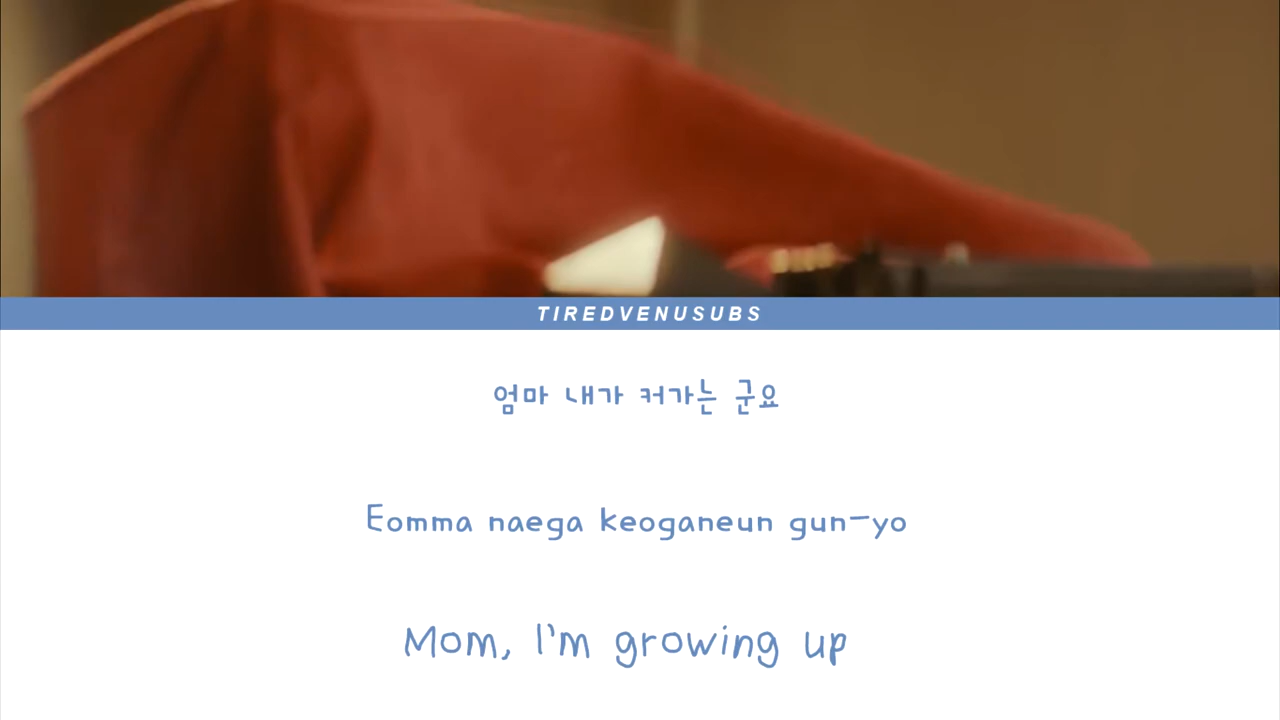 TIREDVENUSUBS
엄마 내가 커가는 군요
Eomma naega keoganeun gun-yo
Mom, I'm growing up